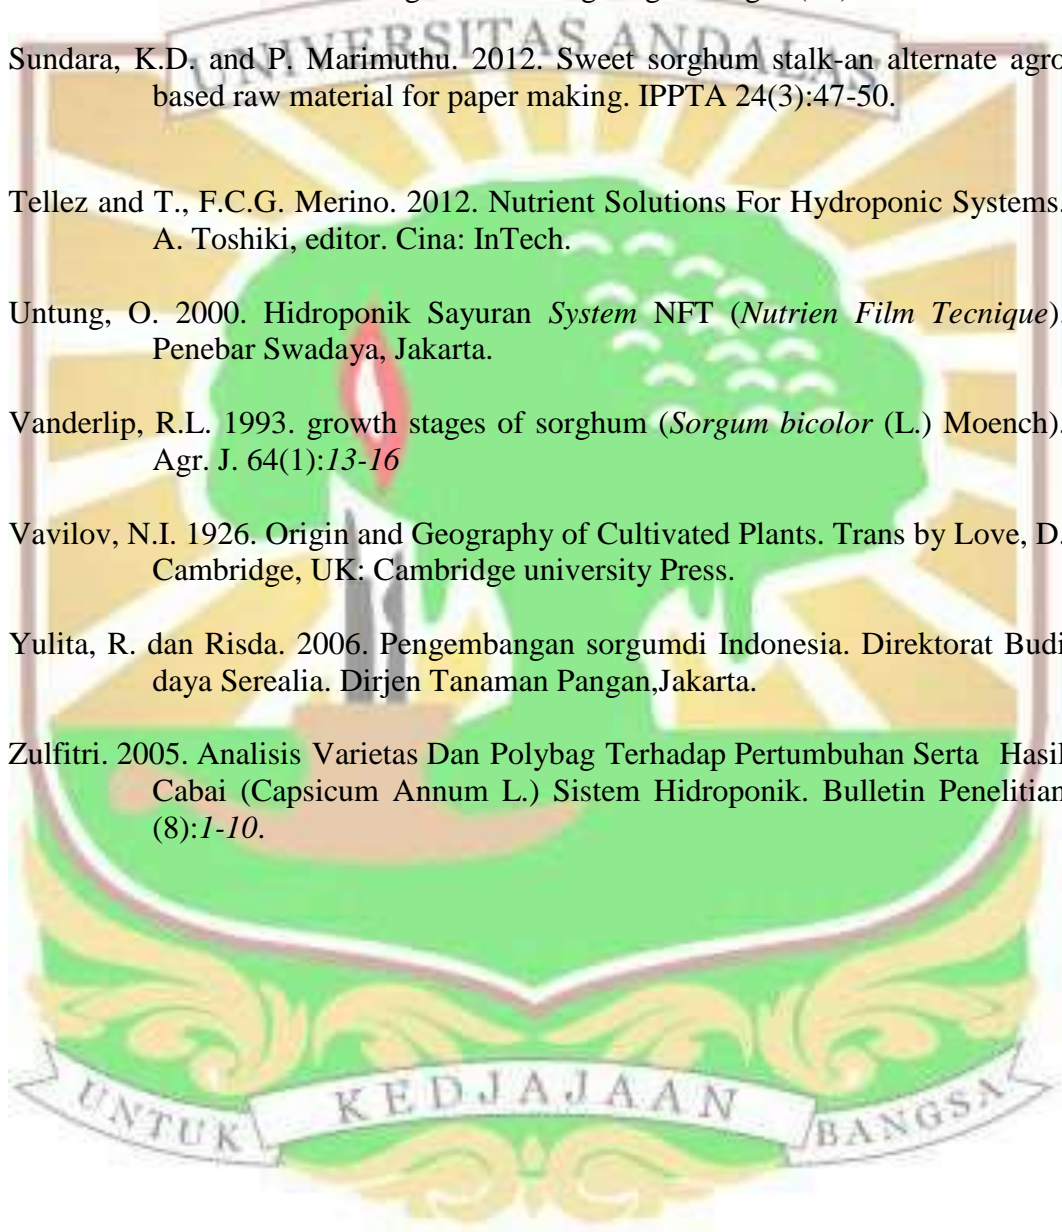 UNIVERSITAS ANDALAS
Sundara, K.D. and P. Marimuthu. 2012. Sweet sorghum stalk-an alternate agro
based raw material for paper making. IPPTA 24(3):47-50.
Tellez and T., F.C.G. Merino. 2012. Nutrient Solutions For Hydroponic Systems.
A. Toshiki, editor. Cina: InTech.
Untung, O. 2000. Hidroponik Sayuran System NFT (Nutrien Film Tecnique).
Penebar Swadaya, Jakarta.
Vanderlip, R.L. 1993. growth stages of sorghum (Sorgum bicolor (L.) Moench).
Agr. J. 64(1):13-16
Vavilov, N.I. 1926. Origin and Geography of Cultivated Plants. Trans by Love, D.
Cambridge, UK: Cambridge university Press.
Yulita, R. dan Risda. 2006. Pengembangan sorgumdi Indonesia. Direktorat Budi
daya Serealia. Dirjen Tanaman Pangan,Jakarta.
Zulfitri. 2005. Analisis Varietas Dan Polybag Terhadap Pertumbuhan Serta Hasil
Cabai (Capsicum Annum L.) Sistem Hidroponik. Bulletin Penelitian
(8):1-10.
UNTUK KEDJAJAAN BANGSA